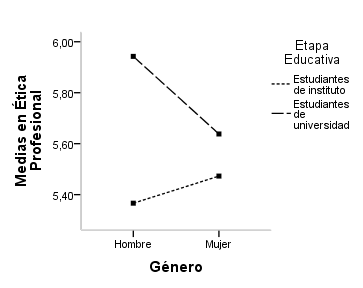 6,00
5,80
5,60
5,40
Medias en Ética
Profesional
Hombre
Mujer
Género
Etapa
Educativa
Estudiantes
de instituto
Estudiantes
de
universidad